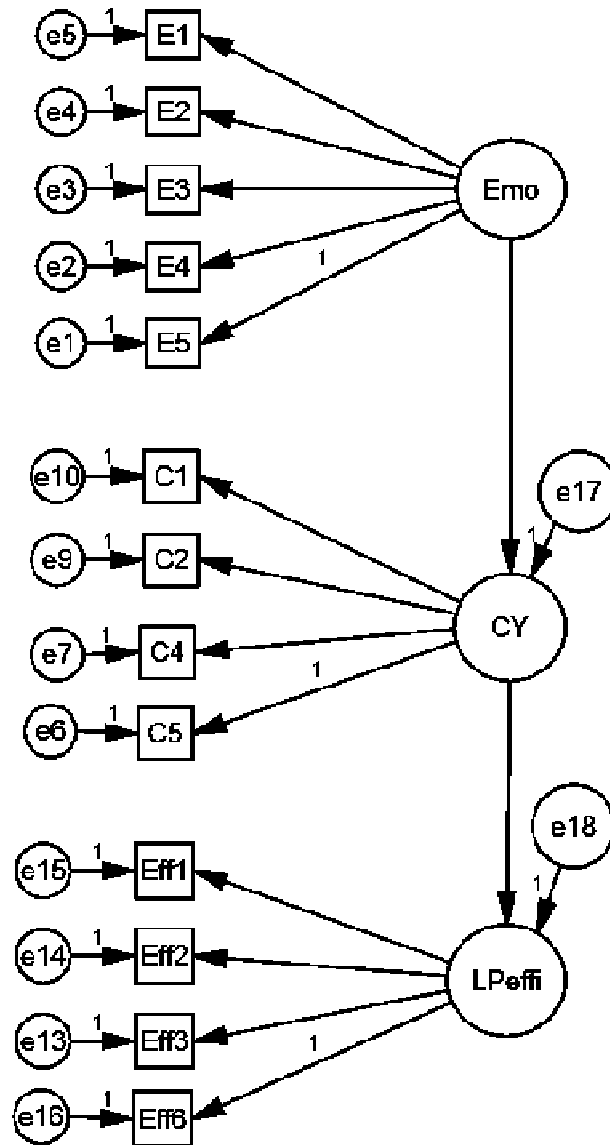 e5 1 E1
e4 1 E2
e3 1 E3 Emo
e2 1 E4 1
e1 1 E5
e10 1 C1 e17
e9 1 C2 1
CY
e7 1 C4 1
e6 1 C5
e18
e15 1 Eff1 1
e14 1 Eff2
LPeffi
e13 1 Eff3 1
e16 1 Eff6